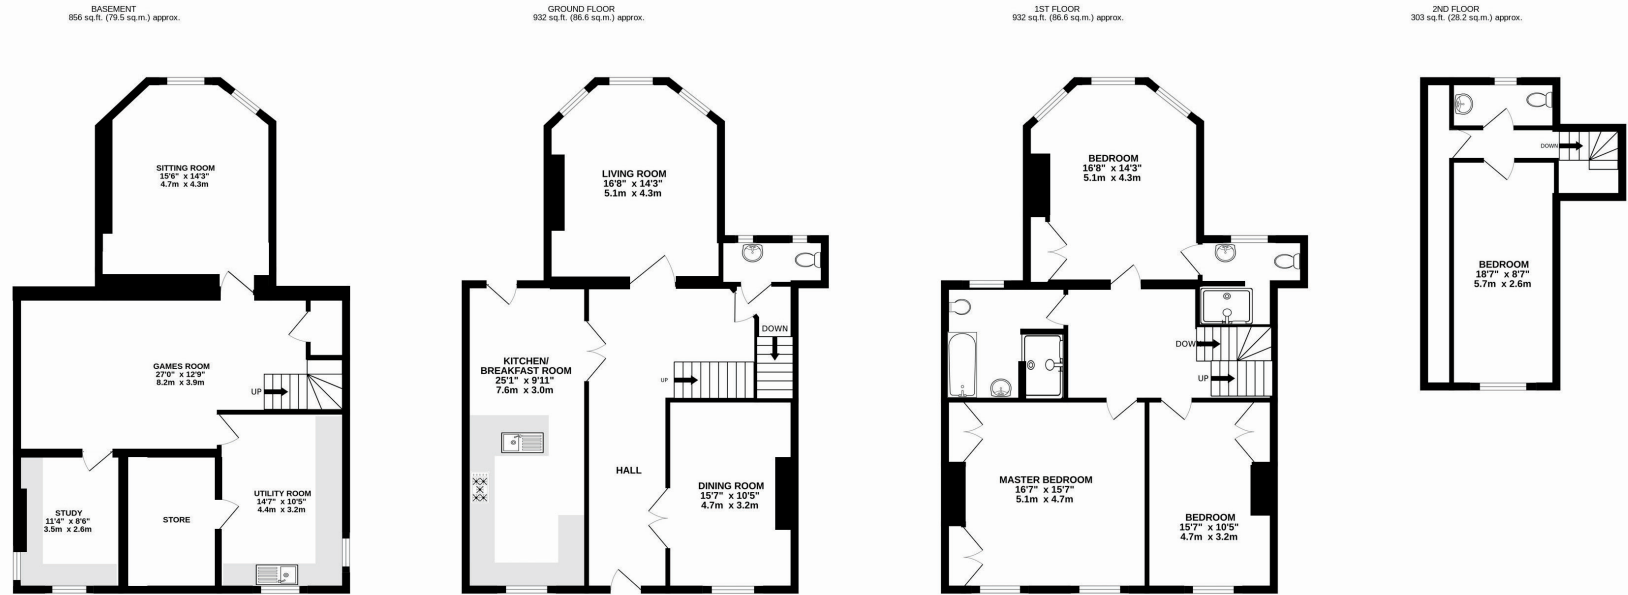 BASEMENT
856 sq.ft. (79.5 sq.m.) approx.
SITTING ROOM
15'6" x 14'3"
4.7m x 4.3m
GAMES ROOM
27'0" x 12'9"
8.2m x 3.9m
UP
UTILITY ROOM
14'7" x 10'5"
4.4m x 3.2m
STUDY
11'4" x 8'6"
3.5m x 2.6m
STORE
GROUND FLOOR
932 sq.ft. (86.6 sq.m.) approx.
LIVING ROOM
16'8" x 14'3"
5.1m x 4.3m
DOWN
KITCHEN/
BREAKFAST ROOM
25'1" x 9'11"
7.6m x 3.0m
UP
HALL
DINING ROOM
15'7" x 10'5"
4.7m x 3.2m
1ST FLOOR
932 sq.ft. (86.6 sq.m.) approx.
BEDROOM
16'8" x 14'3"
5.1m x 4.3m
DOWN
UP
MASTER BEDROOM
16'7" x 15'7"
5.1m x 4.7m
BEDROOM
15'7" x 10'5"
4.7m x 3.2m
2ND FLOOR
303 sq.ft. (28.2 sq.m.) approx.
DOWN
BEDROOM
18'7" x 8'7"
5.7m x 2.6m